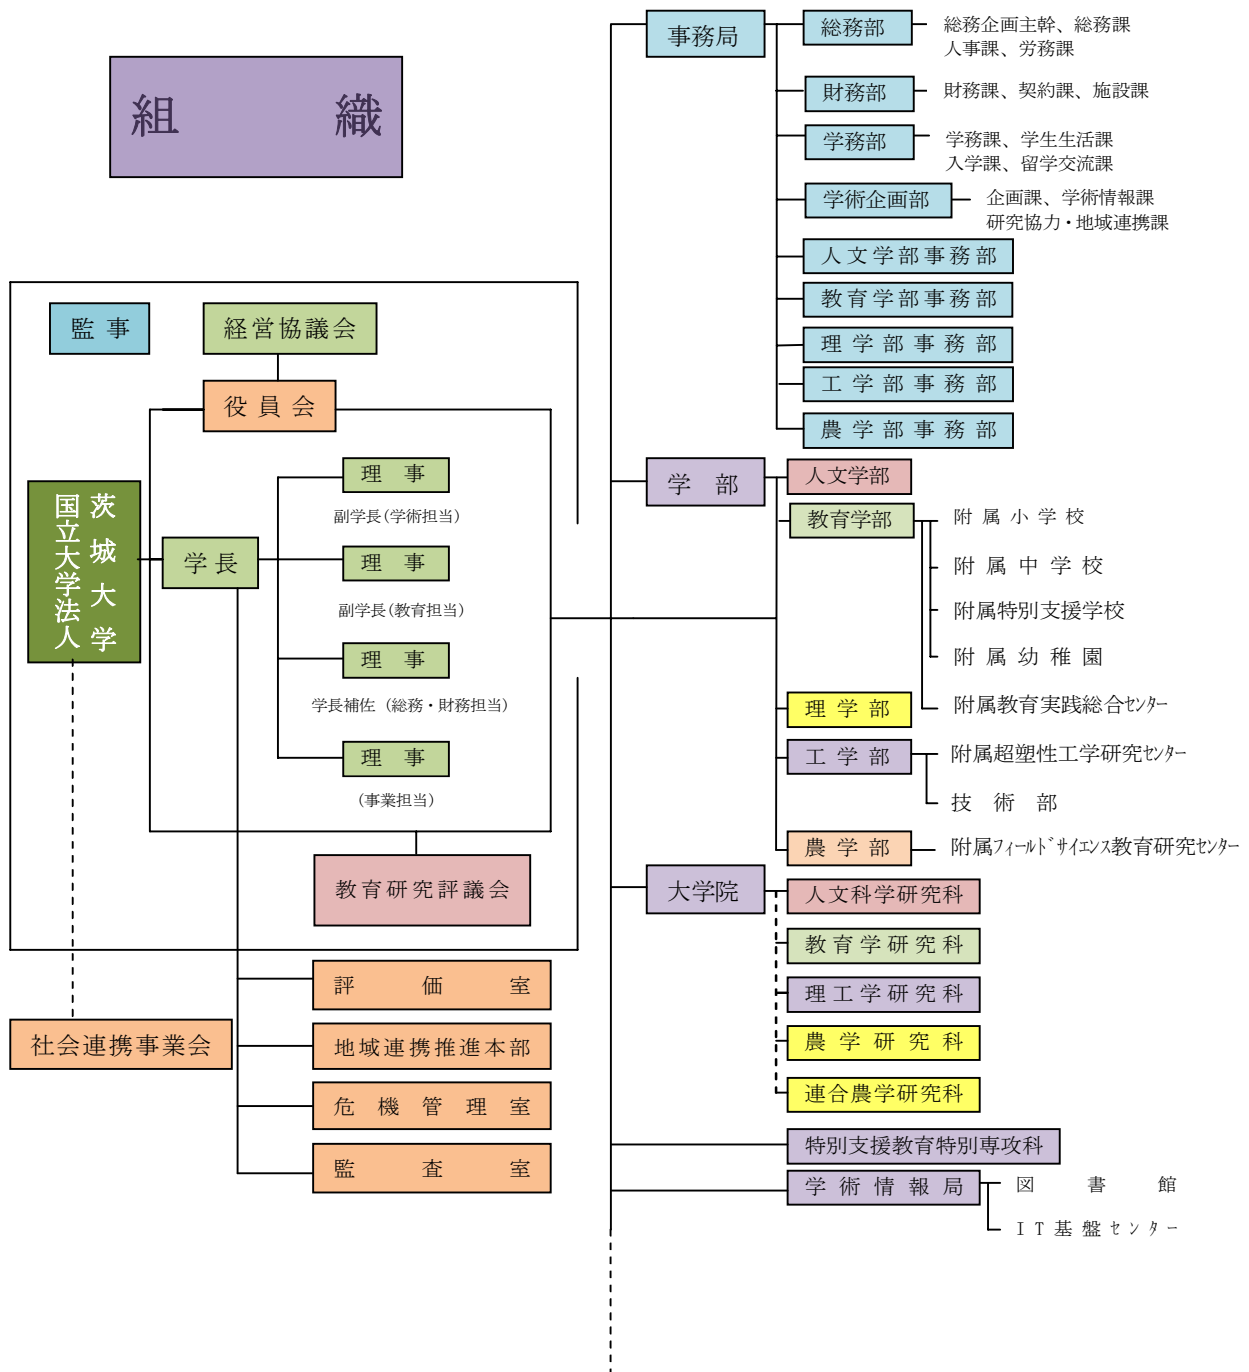 組織
監事
経営協議会
役員会
国立大学法人
茨城大学
学長
理事
副学長(学術担当)
理事
副学長(教育担当)
理事
学長補佐(総務・財務担当)
理事
(事業担当)
教育研究評議会
評価室
地域連携推進本部
危機管理室
監査室
社会連携事業会
事務局
総務部
総務企画主幹、総務課
人事課、労務課
財務部
財務課、契約課、施設課
学務部
学務課、学生生活課
入学課、留学交流課
学術企画部
企画課、学術情報課
研究協力・地域連携課
人文学部事務部
教育学部事務部
理学部事務部
工学部事務部
農学部事務部
学部
人文学部
教育学部
附属小学校
附属中学校
附属特別支援学校
附属幼稚園
附属教育実践総合センター
理学部
工学部
附属超塑性工学研究センター
技術部
農学部
附属フィールドサイエンス教育研究センター
大学院
人文科学研究科
教育学研究科
理工学研究科
農学研究科
連合農学研究科
特別支援教育特別専攻科
学術情報局
図書館
IT基盤センター